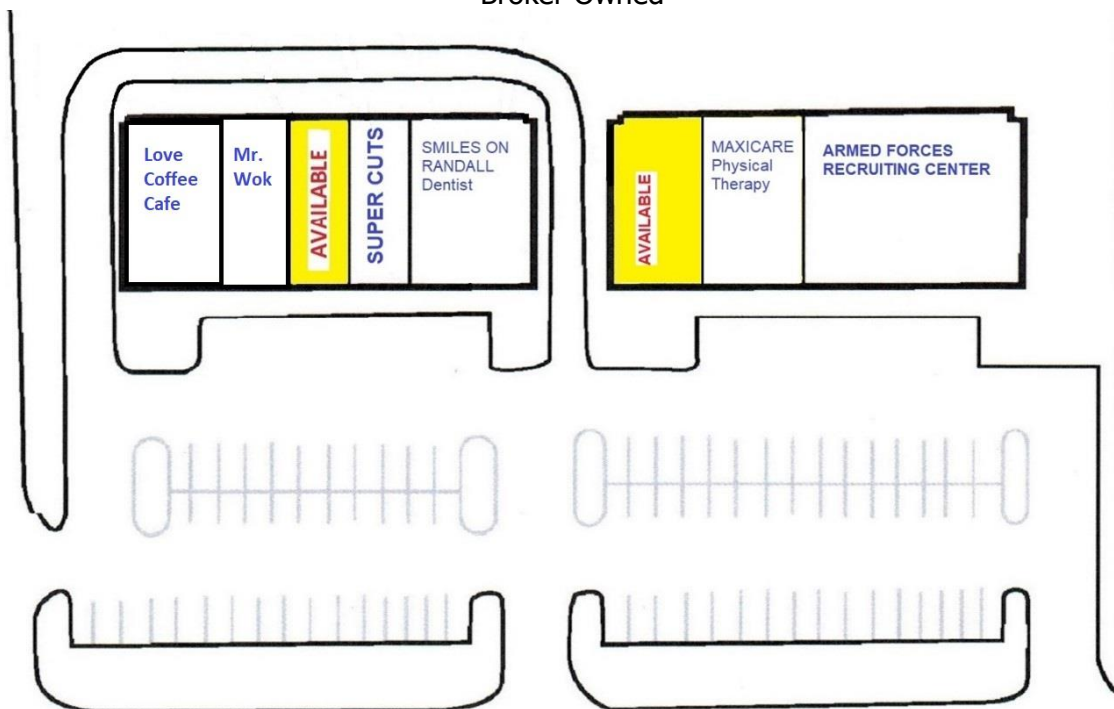 Broker Owned
Love
Coffee
Cafe
Mr.
Wok
AVAILABLE
SUPER CUTS
SMILES ON
RANDALL
Dentist
AVAILABLE
MAXICARE
Physical
Therapy
ARMED FORCES
RECRUITING CENTER